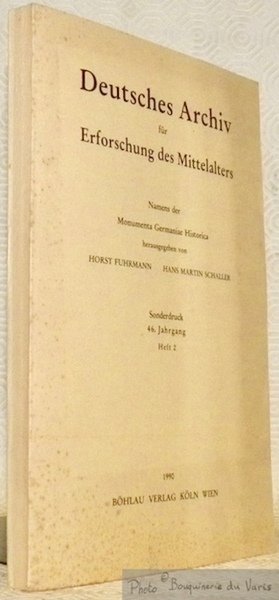 Deutsches Archiv
für
Erforschung des Mittelalters
Namens der
Monumenta Germaniae Historica
herausgegeben von
HORST FUHRMANN HANS MARTIN SCHALLER
Sonderdruck
46. Jahrgang
Heft 2
1990
BÖHLAU VERLAG KÖLN WIEN
Photo © Bouquinerie du Varis